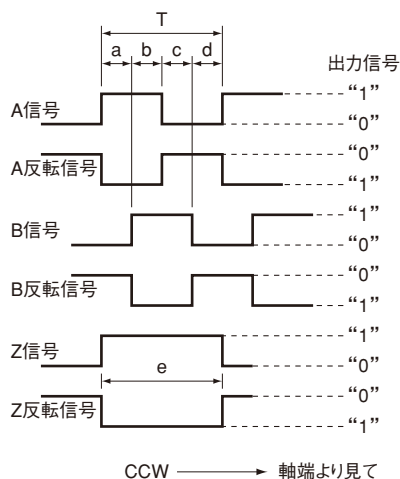 T
a b c d
出力信号
A信号
“1”
“0”
A反転信号
“0”
“1”
B信号
“1”
“0”
B反転信号
“0”
“1”
Z信号
“1”
“0”
e
Z反転信号
“0”
“1”
CCW 軸端より見て